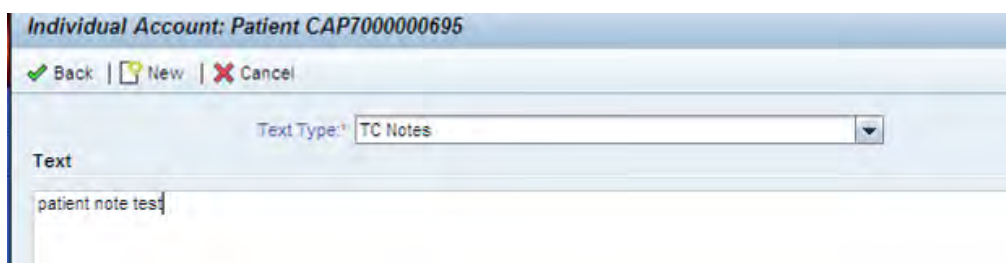 Individual Account: Patient CAP7000000695
Back | New | Cancel
Text Type:* TC Notes
Text
patient note test